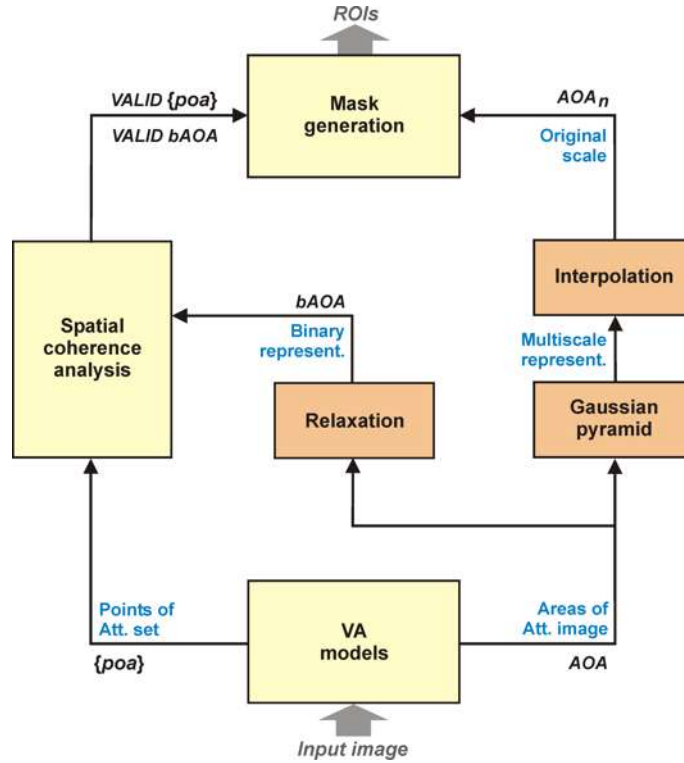 ROIs
VALID {poa}
VALID bAOA
Mask
generation
AOAn
Original
scale
Spatial
coherence
analysis
bAOA
Binary
represent.
Interpolation
Multiscale
represent.
Relaxation
Gaussian
pyramid
Points of
Att. set
{poa}
VA
models
Areas of
Att. image
AOA
Input image